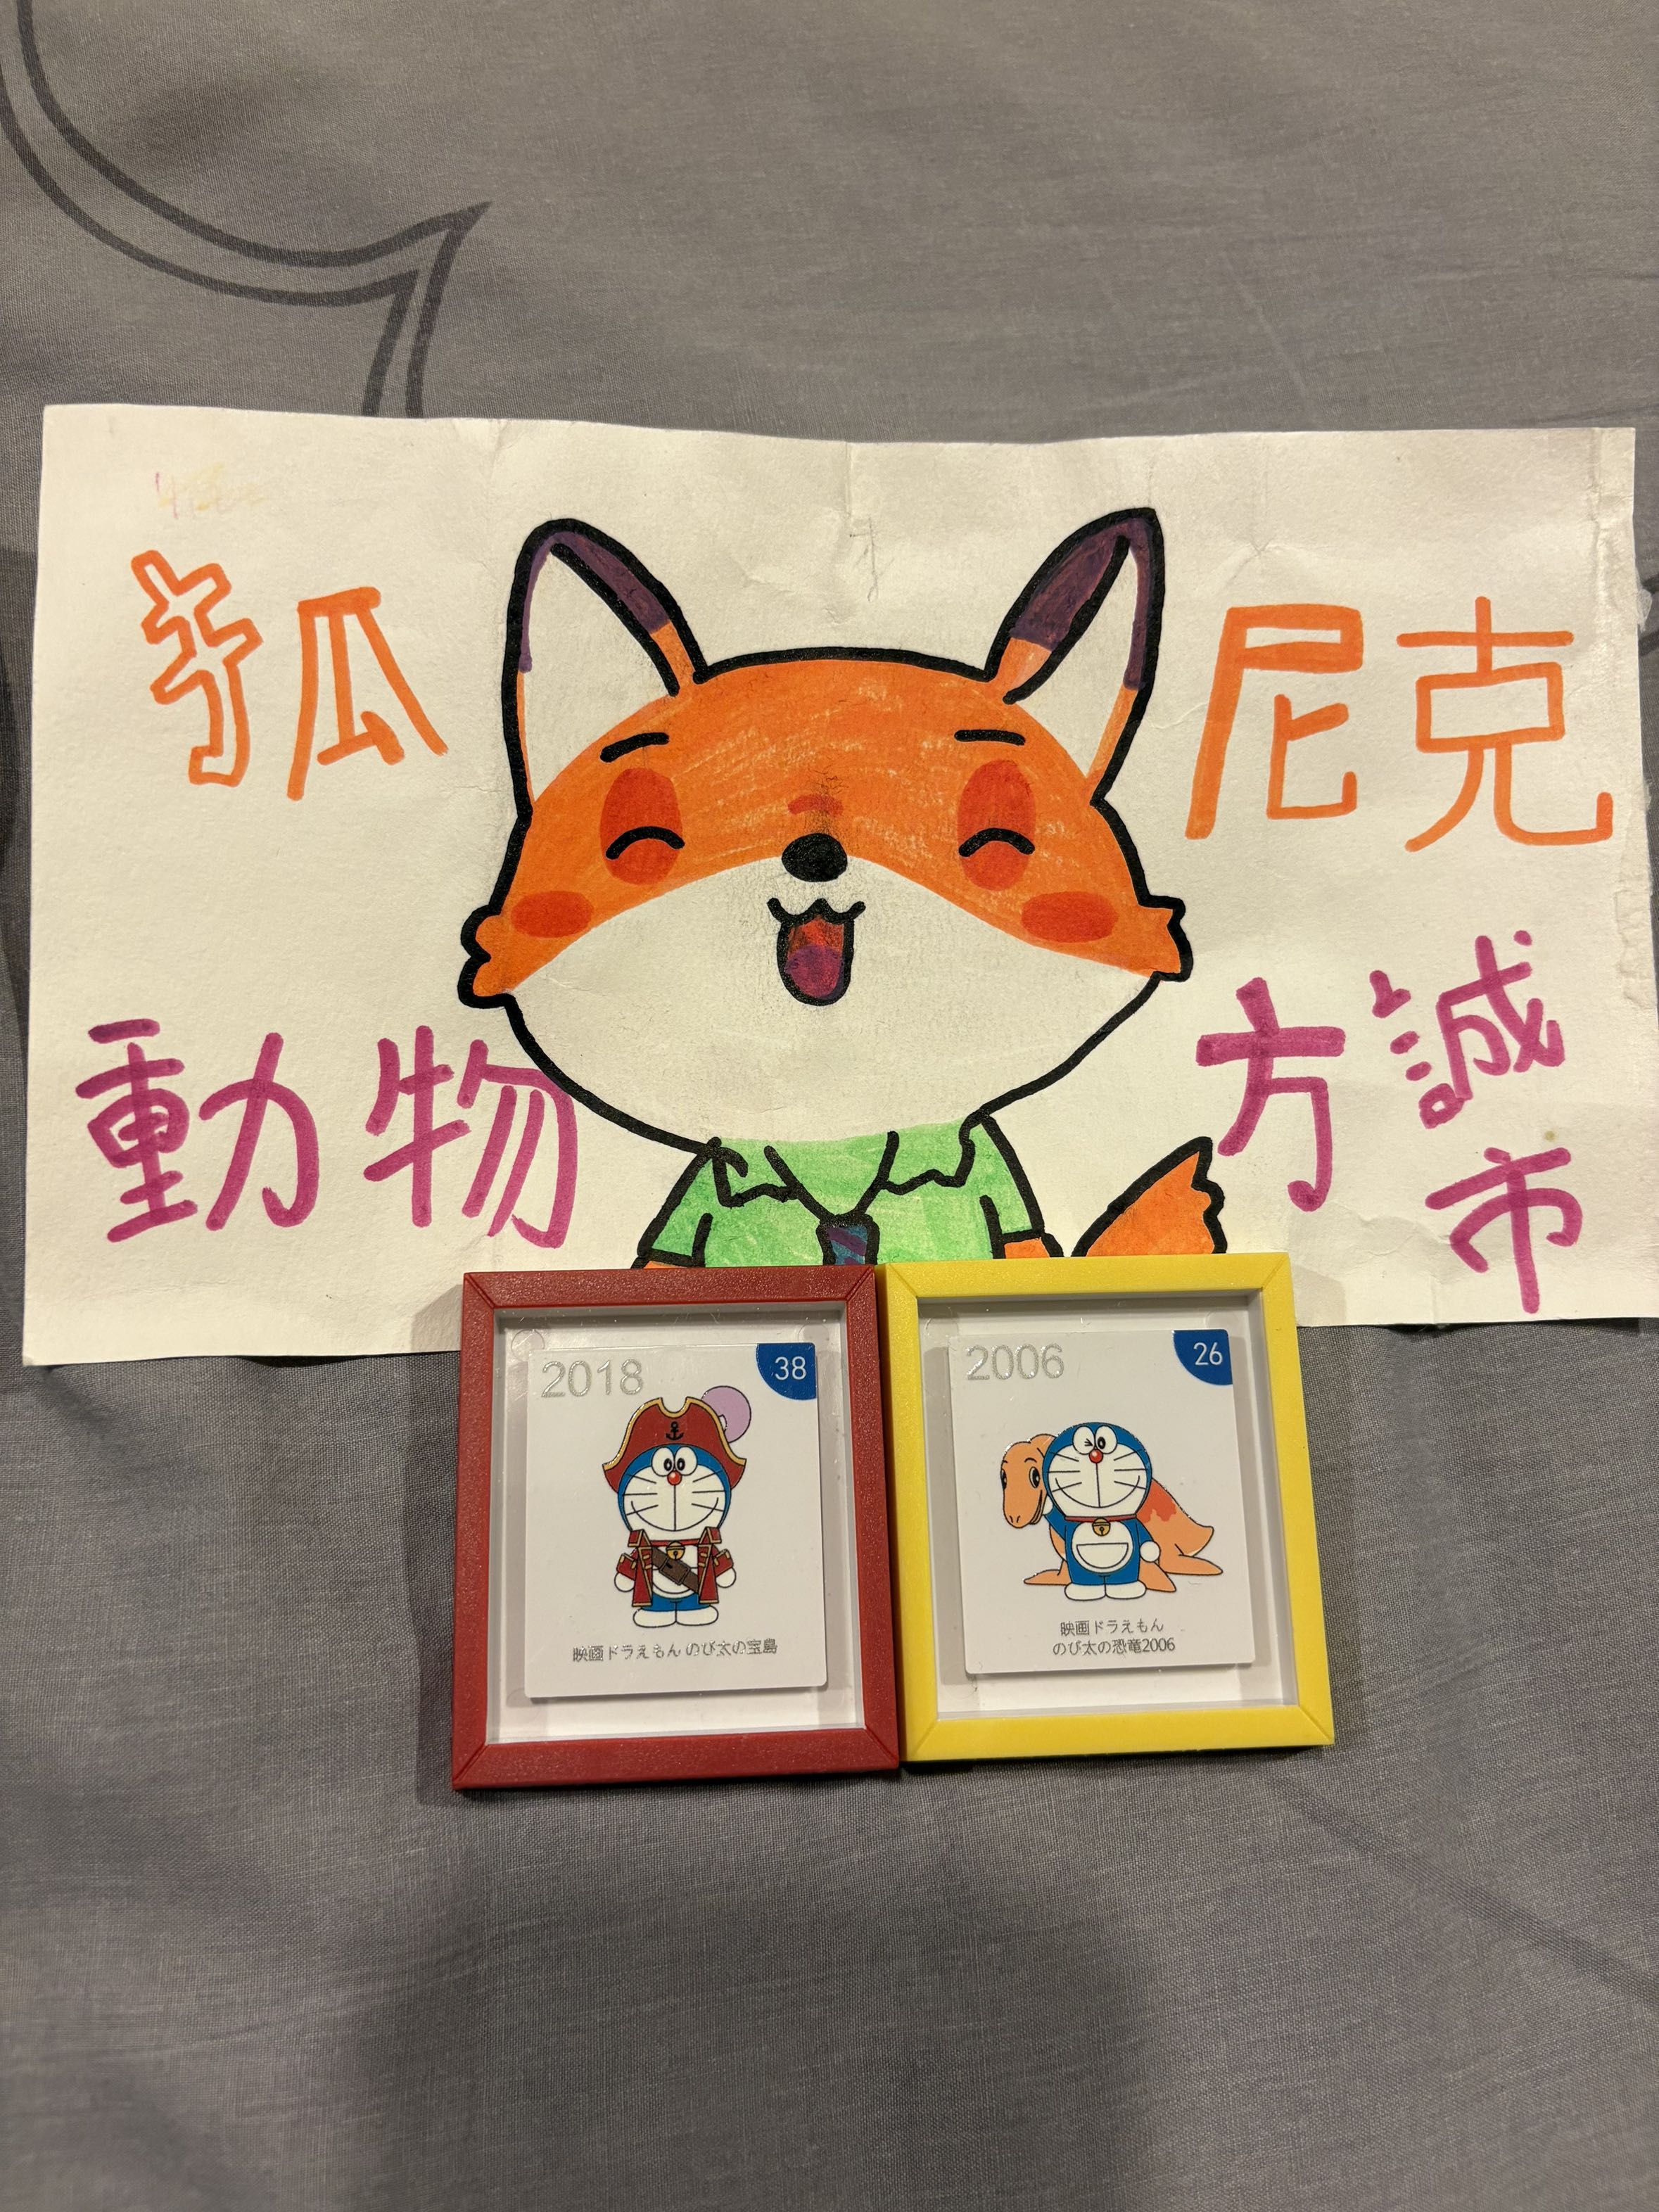 狐尼克
動物方誠
市
2018
38
映画ドラえもん のび太の宝島
2006
26
映画ドラえもん
のび太の恐竜2006